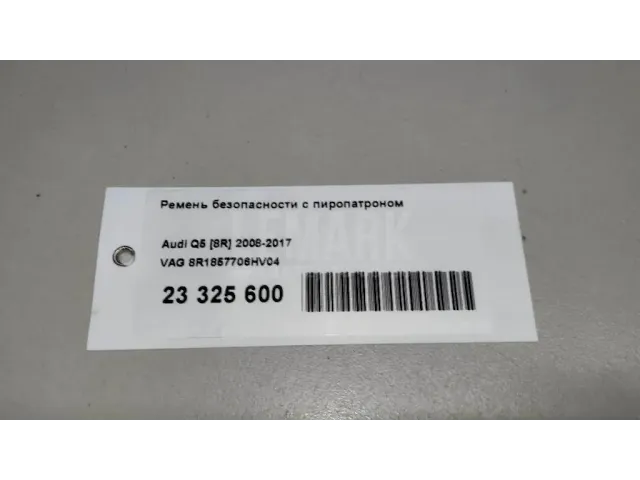 Ремень безопасности с пиропатроном
Audi Q5 [8R] 2008-2017
VAG 8R1857706HV04
23 325 600